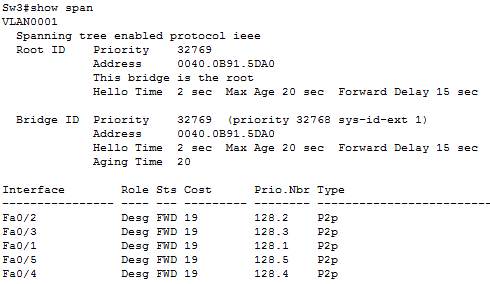 Sw3#show span
VLAN0001
  Spanning tree enabled protocol ieee
  Root ID    Priority    32769
             Address     0040.0B91.5DA0
             This bridge is the root
             Hello Time  2 sec  Max Age 20 sec  Forward Delay 15 sec

  Bridge ID  Priority    32769  (priority 32768 sys-id-ext 1)
             Address     0040.0B91.5DA0
             Hello Time  2 sec  Max Age 20 sec  Forward Delay 15 sec
             Aging Time  20

Interface        Role Sts Cost      Prio.Nbr Type
---------------- ---- --- --------- -------- --------------------------
Fa0/2            Desg FWD 19        128.2    P2p
Fa0/3            Desg FWD 19        128.3    P2p
Fa0/1            Desg FWD 19        128.1    P2p
Fa0/5            Desg FWD 19        128.5    P2p
Fa0/4            Desg FWD 19        128.4    P2p